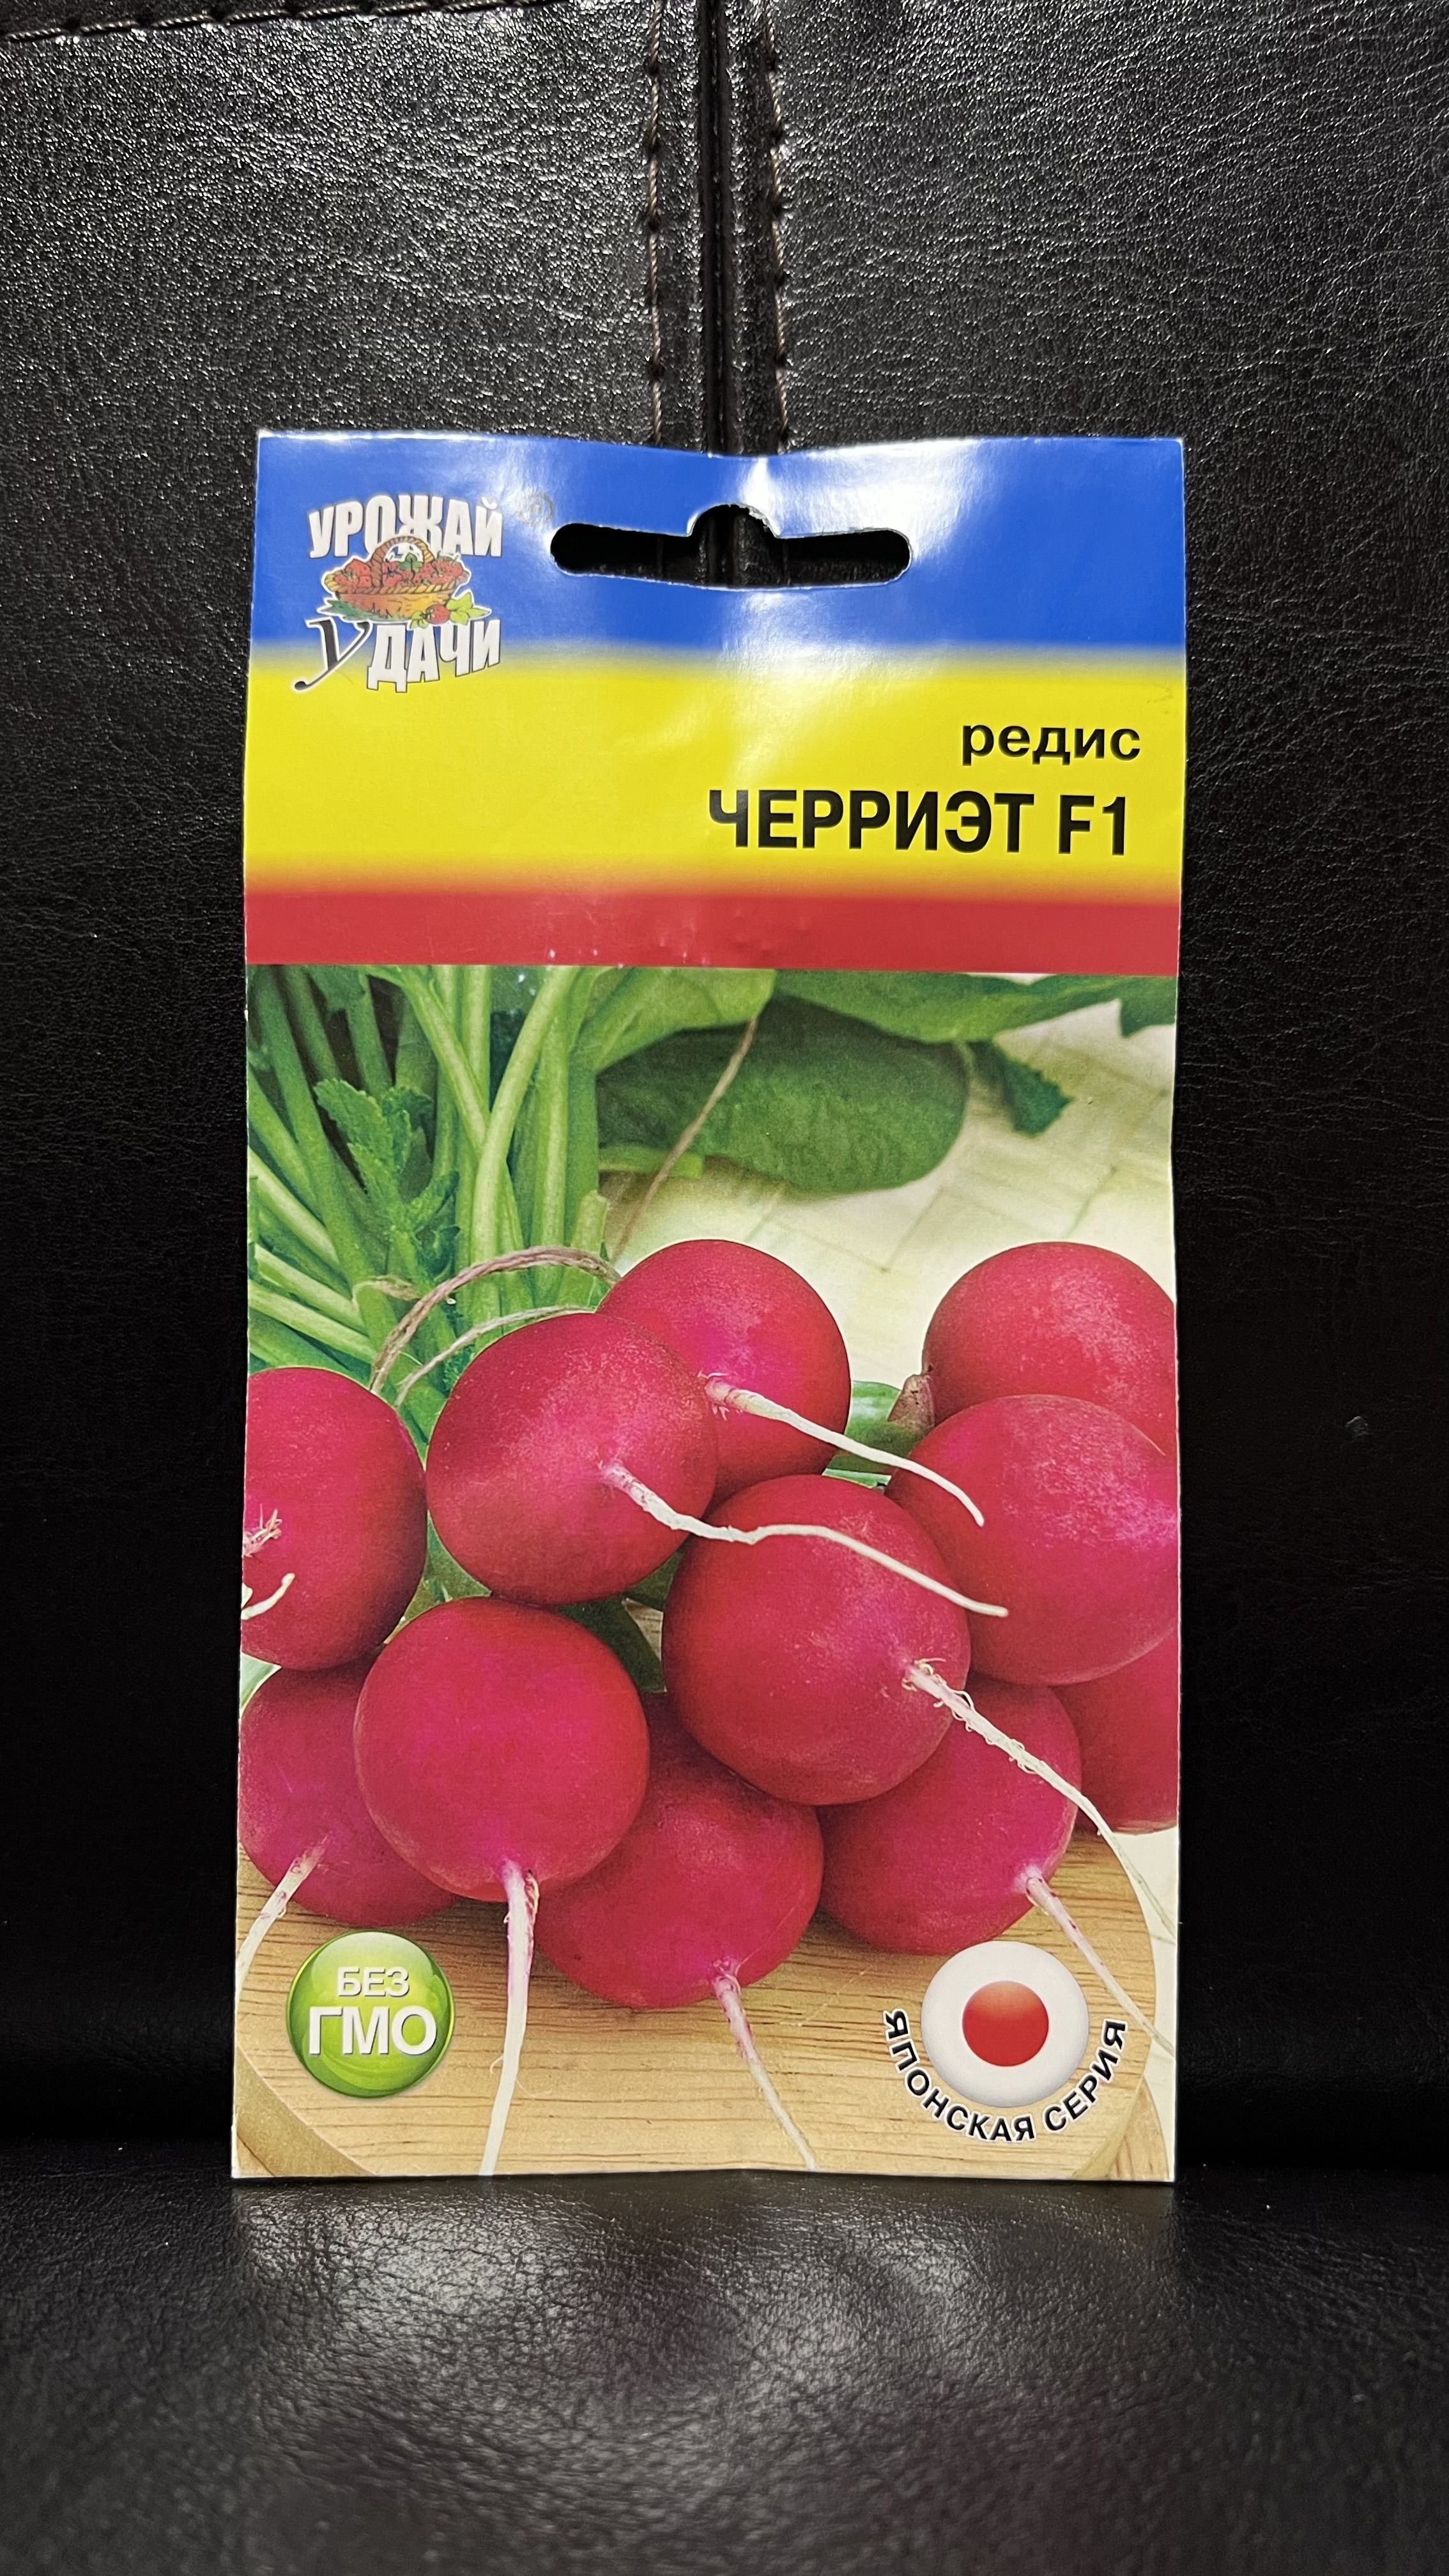 УРОЖАЙ
УДАЧИ
редис
ЧЕРРИЭТ F1
БЕЗ
ГМО
ЯПОНСКАЯ СЕРИЯ